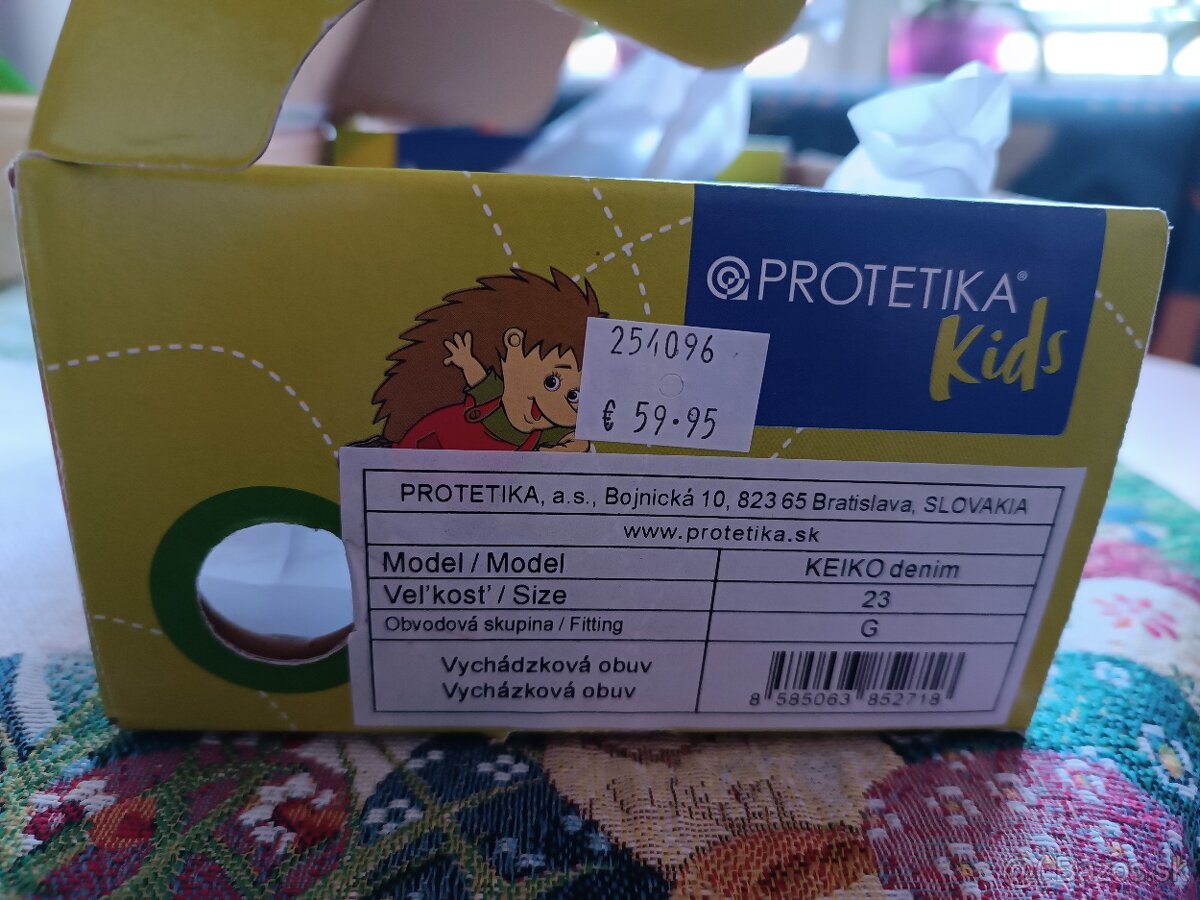 PROTETIKA®
Kids
254096
€ 59.95
PROTETIKA, a.s., Bojnická 10, 823 65 Bratislava, SLOVAKIA
www.protetika.sk
Model / Model KEIKO denim
Veľkosť / Size 23
Obvodová skupina / Fitting G
Vychádzková obuv
Vycházková obuv
8 585063 852718